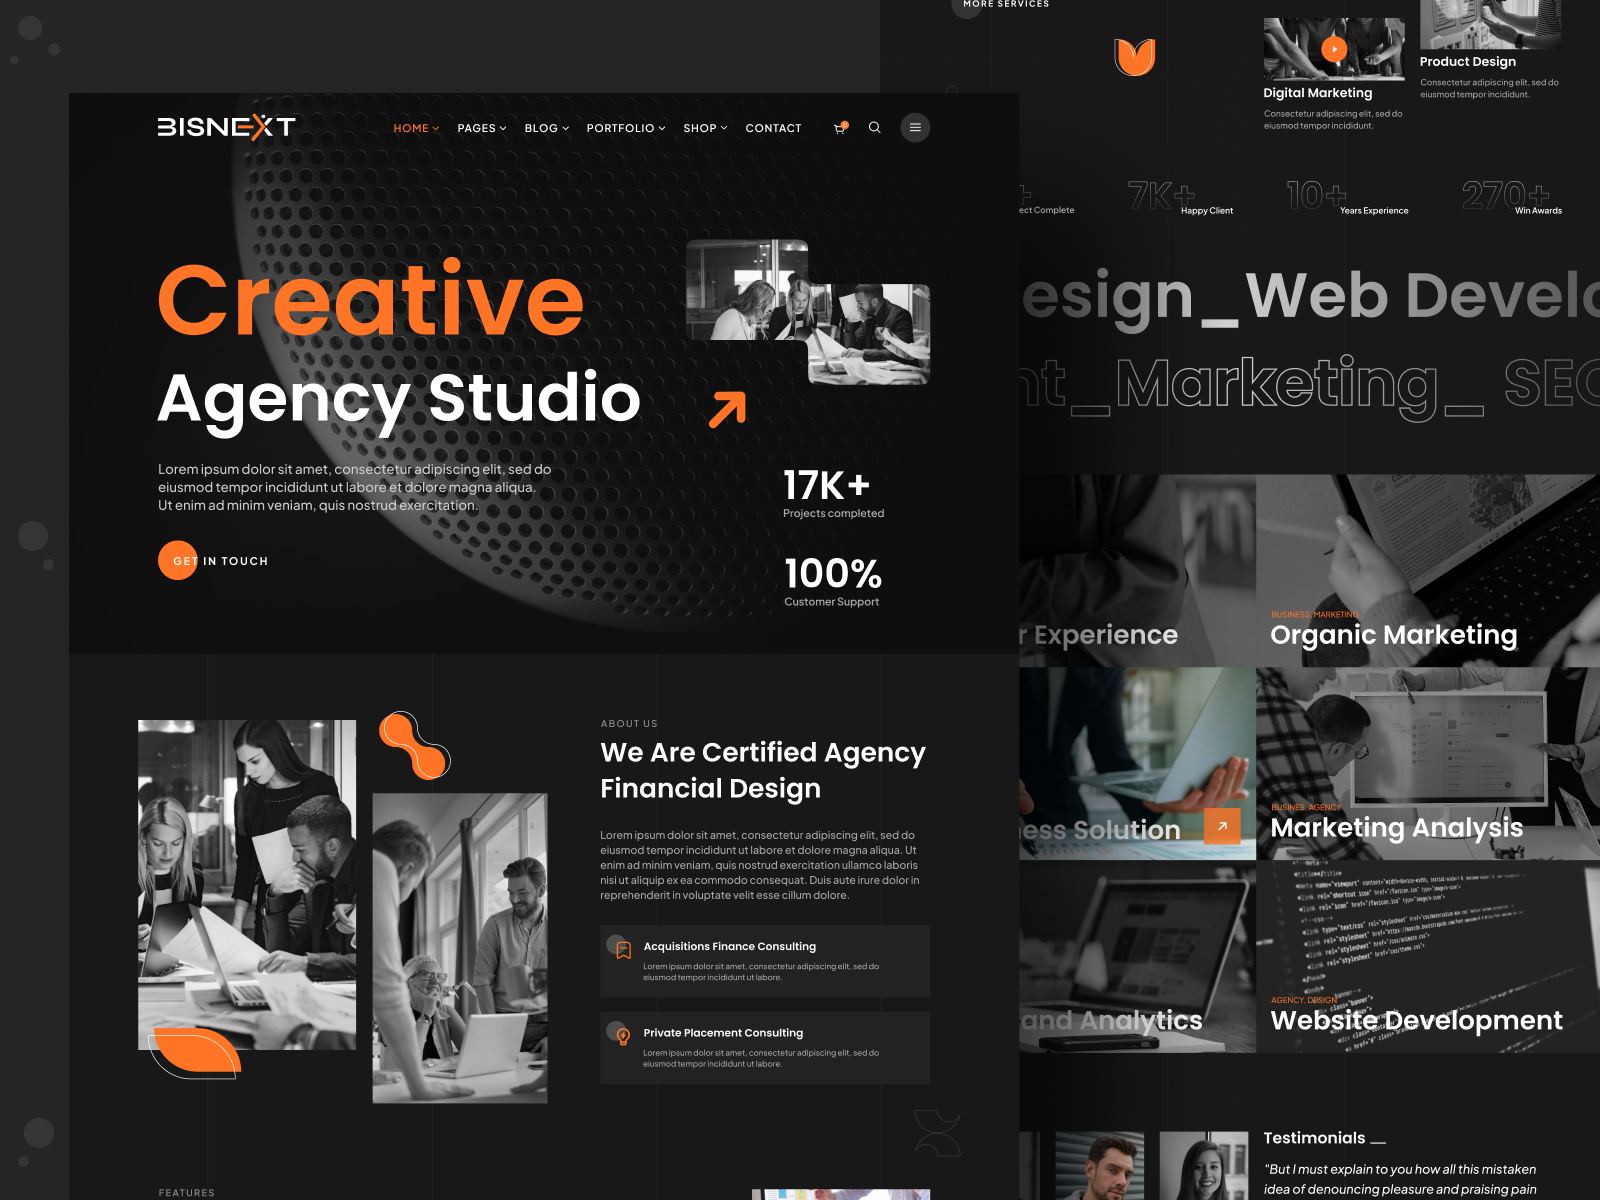 BISNEXT
HOME PAGES BLOG PORTFOLIO SHOP CONTACT
0
Creative
Agency Studio
Lorem ipsum dolor sit amet, consectetur adipiscing elit, sed do
eiusmod tempor incididunt ut labore et dolore magna aliqua.
Ut enim ad minim veniam, quis nostrud exercitation.
GET IN TOUCH
17K+
Projects completed
100%
Customer Support
ABOUT US
We Are Certified Agency
Financial Design
Lorem ipsum dolor sit amet, consectetur adipiscing elit, sed do
eiusmod tempor incididunt ut labore et dolore magna aliqua. Ut
enim ad minim veniam, quis nostrud exercitation ullamco laboris
nisi ut aliquip ex ea commodo consequat. Duis aute irure dolor in
reprehenderit in voluptate velit esse cillum dolore.
Acquisitions Finance Consulting
Lorem ipsum dolor sit amet, consectetur adipiscing elit, sed do
eiusmod tempor incididunt ut labore.
Private Placement Consulting
Lorem ipsum dolor sit amet, consectetur adipiscing elit, sed do
eiusmod tempor incididunt ut labore.
FEATURES
MORE SERVICES
Digital Marketing
Consectetur adipiscing elit, sed do
eiusmod tempor incididunt.
Product Design
Consectetur adipiscing elit, sed do
eiusmod tempor incididunt.
+
ect Complete
7K+
Happy Client
10+
Years Experience
270+
Win Awards
esign_Web Develo
nt_Marketing_ SEO
r Experience
BUSINESS, MARKETING
Organic Marketing
ness Solution
BUSINES, AGENCY
Marketing Analysis
and Analytics
AGENCY, DESIGN
Website Development
Testimonials __
"But I must explain to you how all this mistaken
idea of denouncing pleasure and praising pain